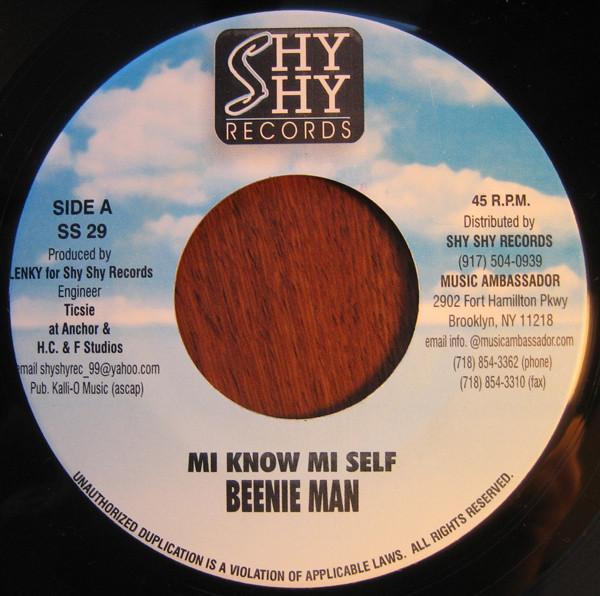 SHY
SHY
RECORDS
SIDE A
SS 29
Produced by
LENKY for Shy Shy Records
Engineer
Ticsie
at Anchor &
H.C. & F Studios
email shyshyrec_99@yahoo.com
Pub. Kalli-O Music (ascap)
45 R.P.M.
Distributed by
SHY SHY RECORDS
(917) 504-0939
MUSIC AMBASSADOR
2902 Fort Hamillton Pkwy
Brooklyn, NY 11218
email info. @musicambassador.com
(718) 854-3362 (phone)
(718) 854-3310 (fax)
MI KNOW MI SELF
BEENIE MAN
UNAUTHORIZED DUPLICATION IS A VIOLATION OF APPLICABLE LAWS. ALL RIGHTS RESERVED.